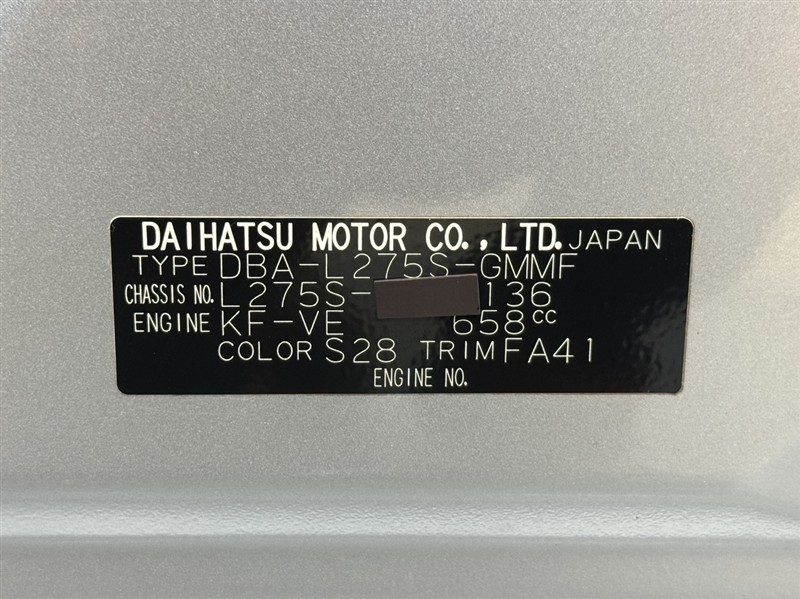 DAIHATSU MOTOR CO.,LTD. JAPAN
TYPE DBA-L275S-GMMF
CHASSIS NO. L275S- 136
ENGINE KF-VE 658cc
COLOR S28 TRIM FA41
ENGINE NO.